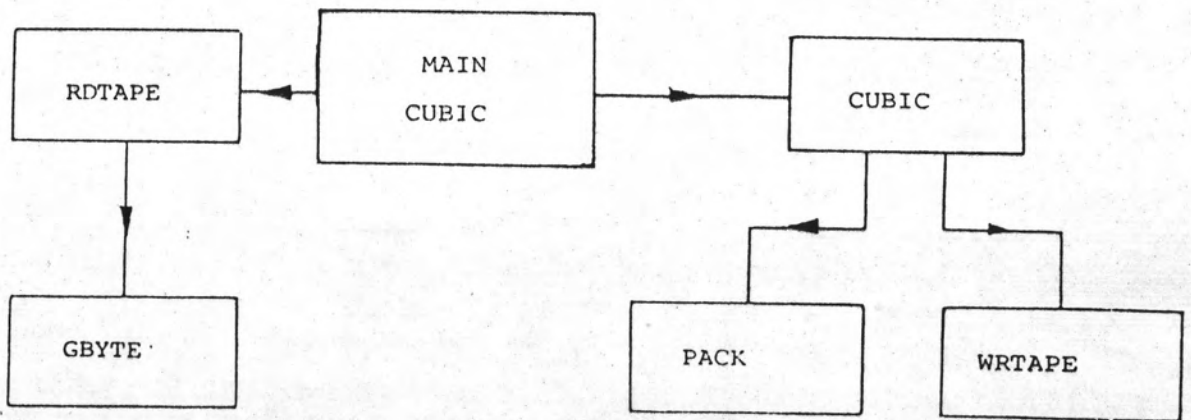 RDTAPE
MAIN
CUBIC
CUBIC
GBYTE
PACK
WRTAPE